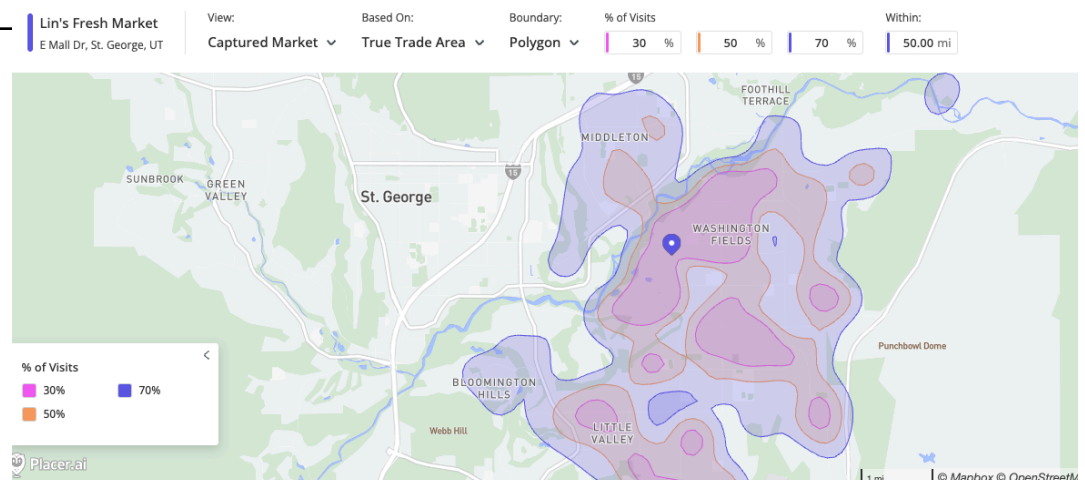 Lin's Fresh Market
E Mall Dr, St. George, UT
View:
Captured Market
Based On:
True Trade Area
Boundary:
Polygon
% of Visits
30 %
50 %
70 %
Within:
50.00 mi
15
FOOTHILL
TERRACE
MIDDLETON
15
SUNBROOK
GREEN
VALLEY
St. George
WASHINGTON
FIELDS
Punchbowl Dome
% of Visits
30%
70%
50%
BLOOMINGTON
HILLS
Webb Hill
LITTLE
VALLEY
Placer.ai
1 mi
© Mapbox © OpenStreetM